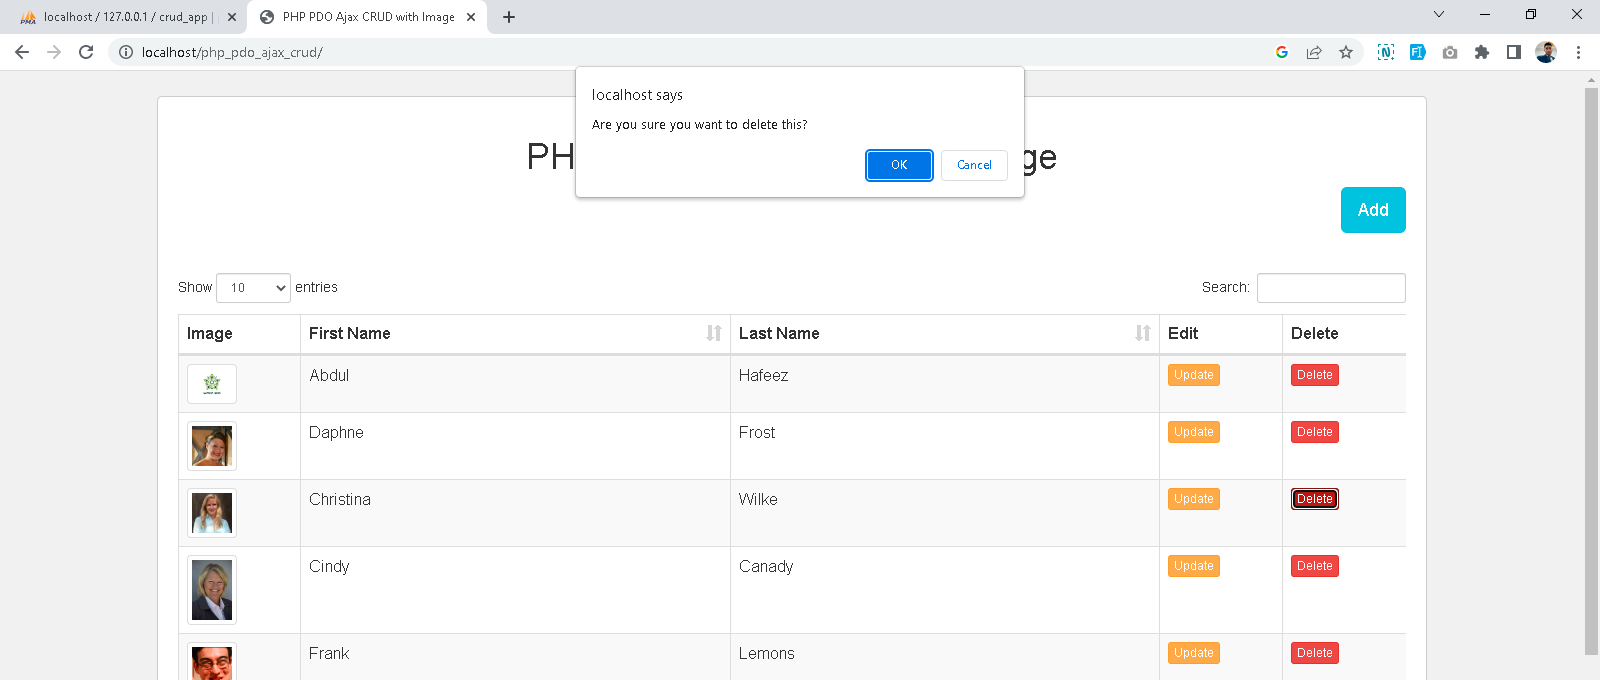 localhost / 127.0.0.1 / crud_app |
PHP PDO Ajax CRUD with Image
localhost/php_pdo_ajax_crud/
localhost says
Are you sure you want to delete this?
OK Cancel
PH ge
Add
Show 10 entries Search:
Image First Name Last Name Edit Delete
Abdul Hafeez Update Delete
Daphne Frost Update Delete
Christina Wilke Update Delete
Cindy Canady Update Delete
Frank Lemons Update Delete